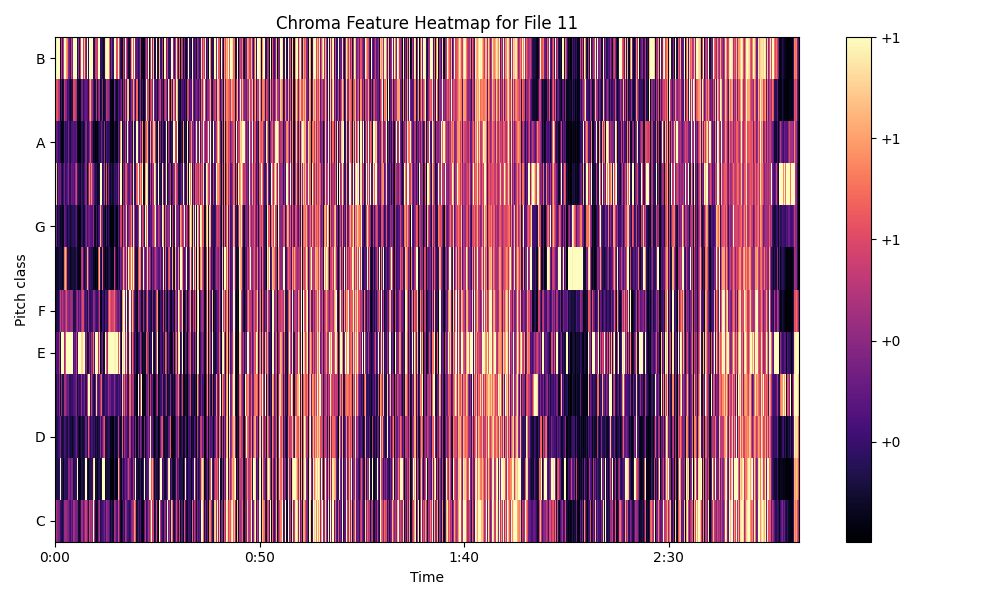 Chroma Feature Heatmap for File 11
B
A
G
F
E
D
C
Pitch class
0:00
0:50
1:40
2:30
Time
+1
+1
+1
+0
+0